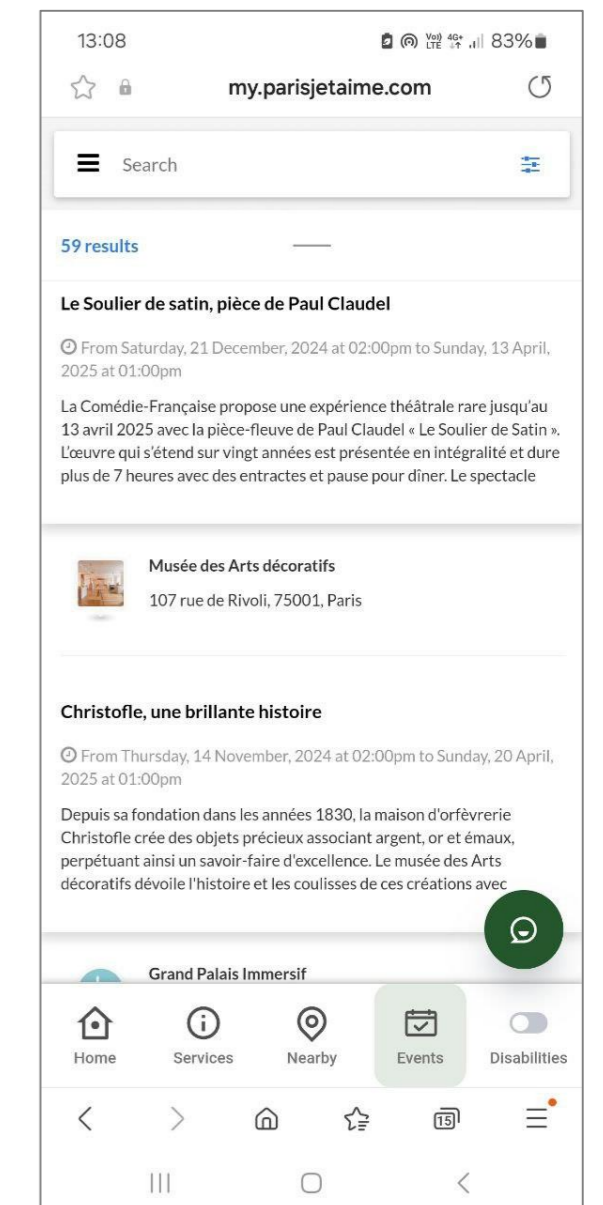 13:08 Vo)) LTE 4G+ 83%
my.parisjetaime.com
Search
59 results
Le Soulier de satin, pièce de Paul Claudel
From Saturday, 21 December, 2024 at 02:00pm to Sunday, 13 April,
2025 at 01:00pm
La Comédie-Française propose une expérience théâtrale rare jusqu'au
13 avril 2025 avec la pièce-fleuve de Paul Claudel « Le Soulier de Satin ».
L'œuvre qui s'étend sur vingt années est présentée en intégralité et dure
plus de 7 heures avec des entractes et pause pour dîner. Le spectacle
Musée des Arts décoratifs
107 rue de Rivoli, 75001, Paris
Christofle, une brillante histoire
From Thursday, 14 November, 2024 at 02:00pm to Sunday, 20 April,
2025 at 01:00pm
Depuis sa fondation dans les années 1830, la maison d'orfèvrerie
Christofle crée des objets précieux associant argent, or et émaux,
perpétuant ainsi un savoir-faire d'excellence. Le musée des Arts
décoratifs dévoile l'histoire et les coulisses de ces créations avec
Grand Palais Immersif
Home Services Nearby Events Disabilities
15